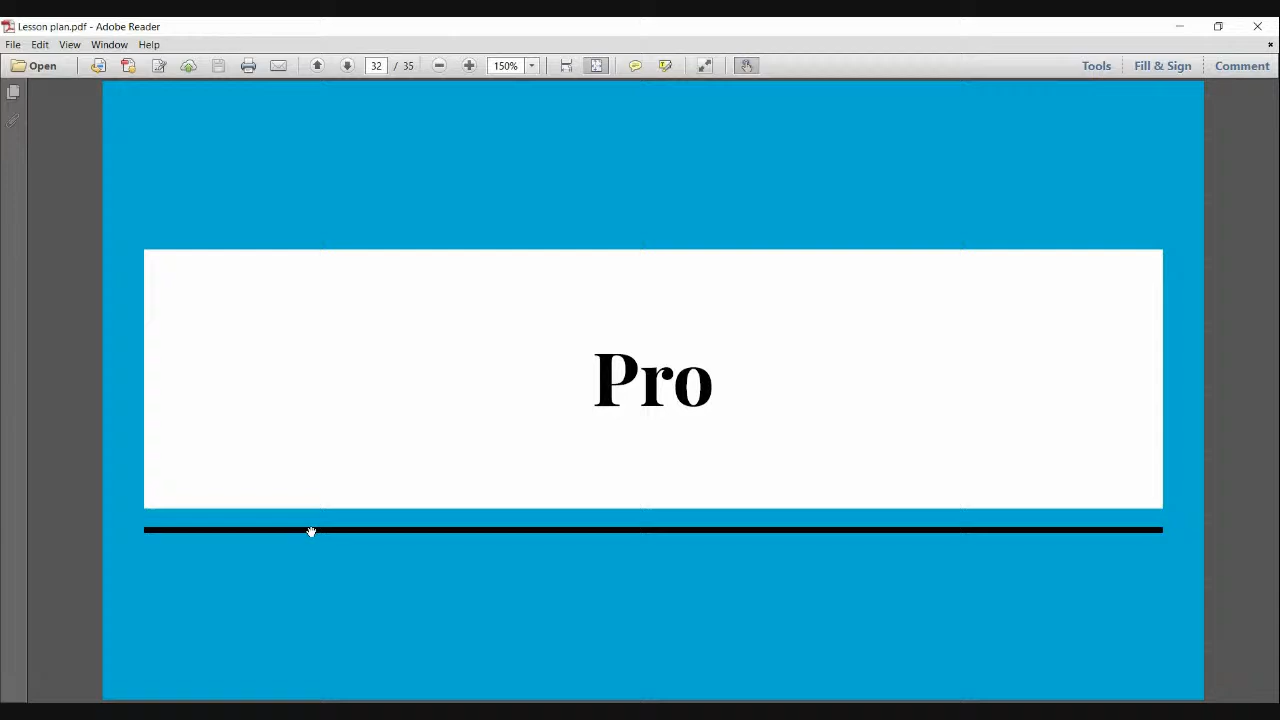 Lesson plan.pdf - Adobe Reader
File Edit View Window Help
Open 32 / 35 150% Tools Fill & Sign Comment
Pro